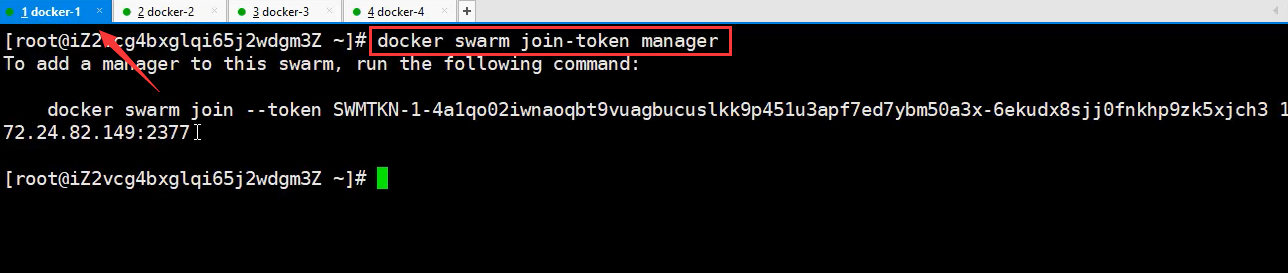 1 docker-1 × 2 docker-2 × 3 docker-3 × 4 docker-4 × +
[root@iZ2vcg4bxglqi65j2wdgm3Z ~]# docker swarm join-token manager
To add a manager to this swarm, run the following command:
docker swarm join --token SWMTKN-1-4a1qo02iwnaoqbt9vuagbucuslkk9p451u3apf7ed7ybm50a3x-6ekudx8sjj0fnkhp9zk5xjch3 1
72.24.82.149:2377
[root@iZ2vcg4bxglqi65j2wdgm3Z ~]#